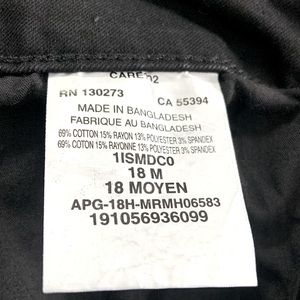 CARE 02
RN 130273 CA 55394
MADE IN BANGLADESH
FABRIQUE AU BANGLADESH
69% COTTON 15% RAYON 13% POLYESTER 3% SPANDEX
69% COTON 15% RAYONNE 13% POLYESTER 3% SPANDEX
1ISMDC0
18 M
18 MOYEN
APG-18H-MRMH06583
191056936099